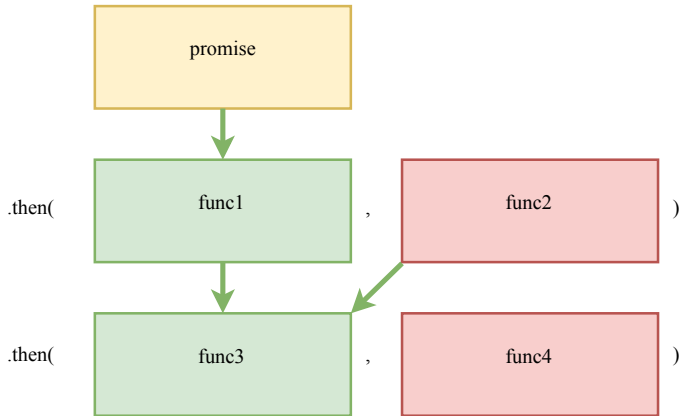 promise
.then( func1 , func2 )
.then( func3 , func4 )